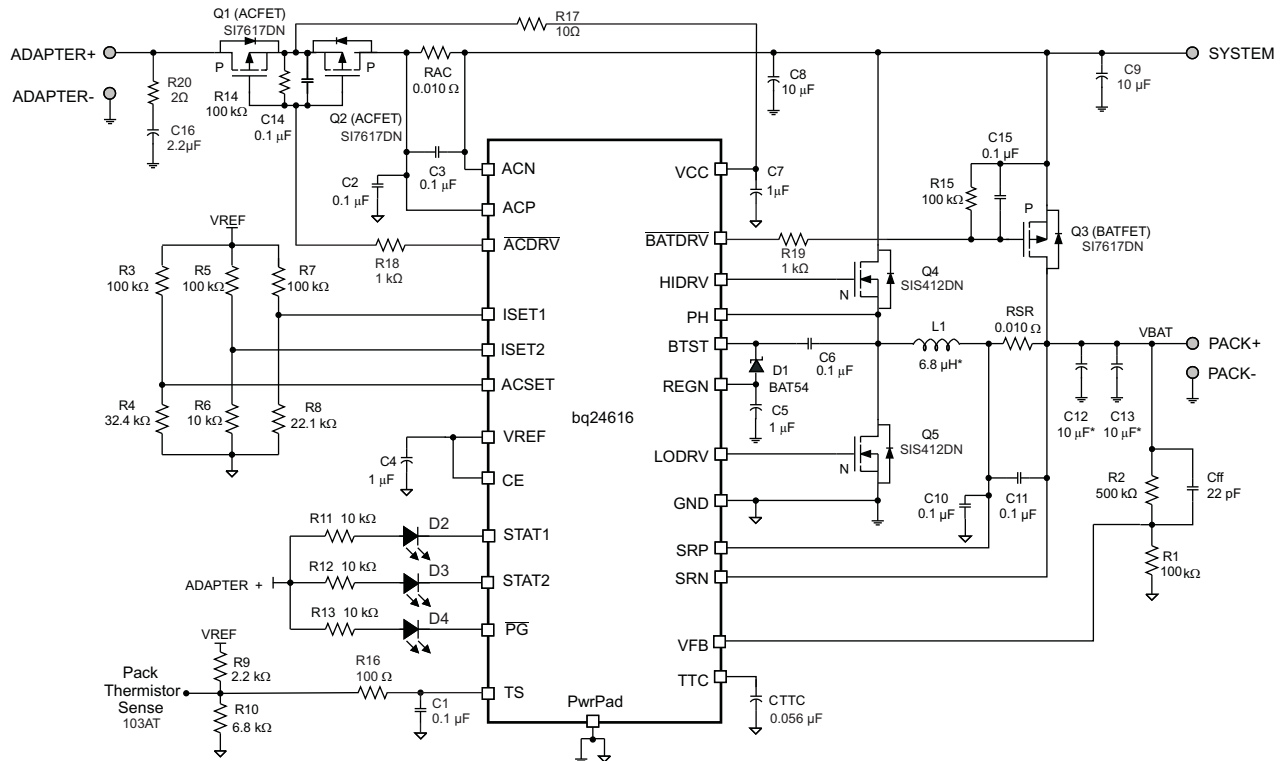 Q1 (ACFET)
SI7617DN
R17
10Ω
ADAPTER+
P
P
RAC
0.010 Ω
SYSTEM
R20
2Ω
C8
10 µF
C9
10 µF
ADAPTER-
R14
100 kΩ
C14
0.1 µF
Q2 (ACFET)
SI7617DN
C16
2.2µF
C15
0.1 µF
ACN
VCC
C3
0.1 µF
C7
1µF
C2
0.1 µF
R15
100 kΩ
ACP
P
VREF
ACDRV
BATDRV
Q3 (BATFET)
SI7617DN
R18
1 kΩ
R19
1 kΩ
Q4
SIS412DN
R3
100 kΩ
R5
100 kΩ
R7
100 kΩ
HIDRV
N
ISET1
PH
L1
RSR
0.010 Ω
ISET2
BTST
VBAT
PACK+
C6
0.1 µF
6.8 µH*
D1
BAT54
PACK-
ACSET
REGN
R4
32.4 kΩ
R6
10 kΩ
R8
22.1 kΩ
C5
1 µF
C12
10 µF*
C13
10 µF*
bq24616
VREF
Q5
SIS412DN
C4
1 µF
LODRV
N
CE
R2
500 kΩ
Cff
22 pF
GND
C10
0.1 µF
C11
0.1 µF
R11 10 kΩ
D2
STAT1
SRP
R1
100 kΩ
R12 10 kΩ
D3
ADAPTER +
STAT2
SRN
R13 10 kΩ
D4
PG
VREF
VFB
R9
2.2 kΩ
R16
100 Ω
Pack
Thermistor
Sense
103AT
TTC
TS
PwrPad
CTTC
0.056 µF
R10
6.8 kΩ
C1
0.1 µF